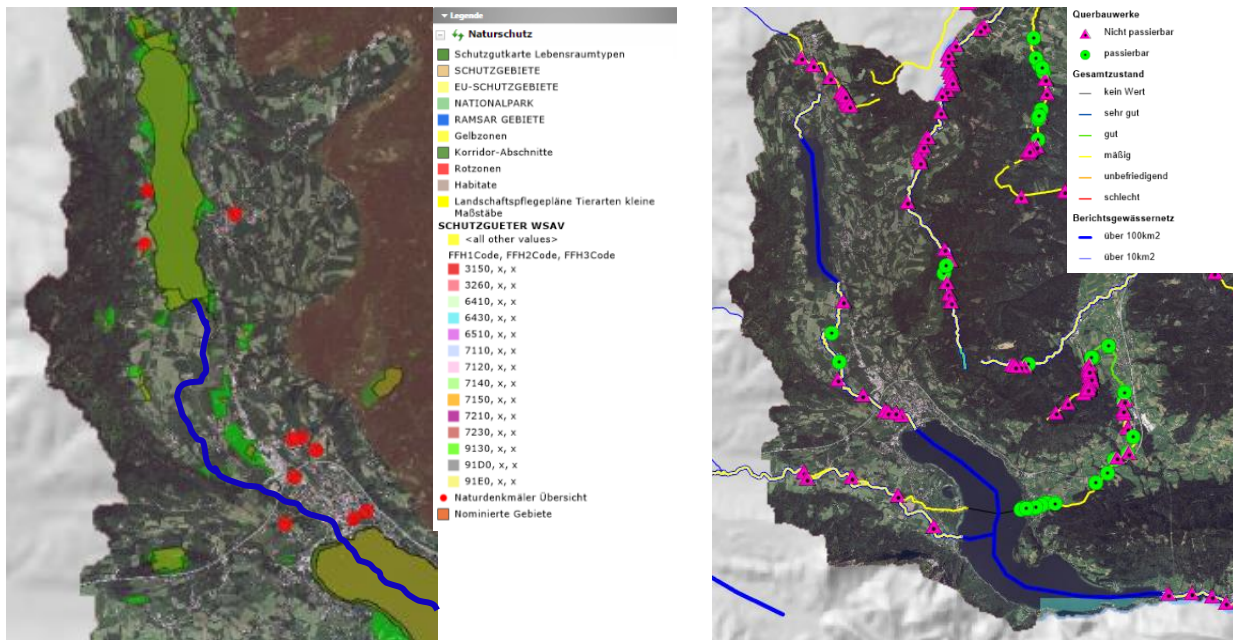 Legende
Naturschutz
Schutzgutkarte Lebensraumtypen
SCHUTZGEBIETE
EU-SCHUTZGEBIETE
NATIONALPARK
RAMSAR GEBIETE
Gelbzonen
Korridor-Abschnitte
Rotzonen
Habitate
Landschaftspflegepläne Tierarten kleine
Maßstäbe
SCHUTZGUETER WSAV
<all other values>
FFH1Code, FFH2Code, FFH3Code
3150, x, x
3260, x, x
6410, x, x
6430, x, x
6510, x, x
7110, x, x
7120, x, x
7140, x, x
7150, x, x
7210, x, x
7230, x, x
9130, x, x
91D0, x, x
91E0, x, x
Naturdenkmäler Übersicht
Nominierte Gebiete
Querbauwerke
Nicht passierbar
passierbar
Gesamtzustand
kein Wert
sehr gut
gut
mäßig
unbefriedigend
schlecht
Berichtsgewässernetz
über 100km2
über 10km2